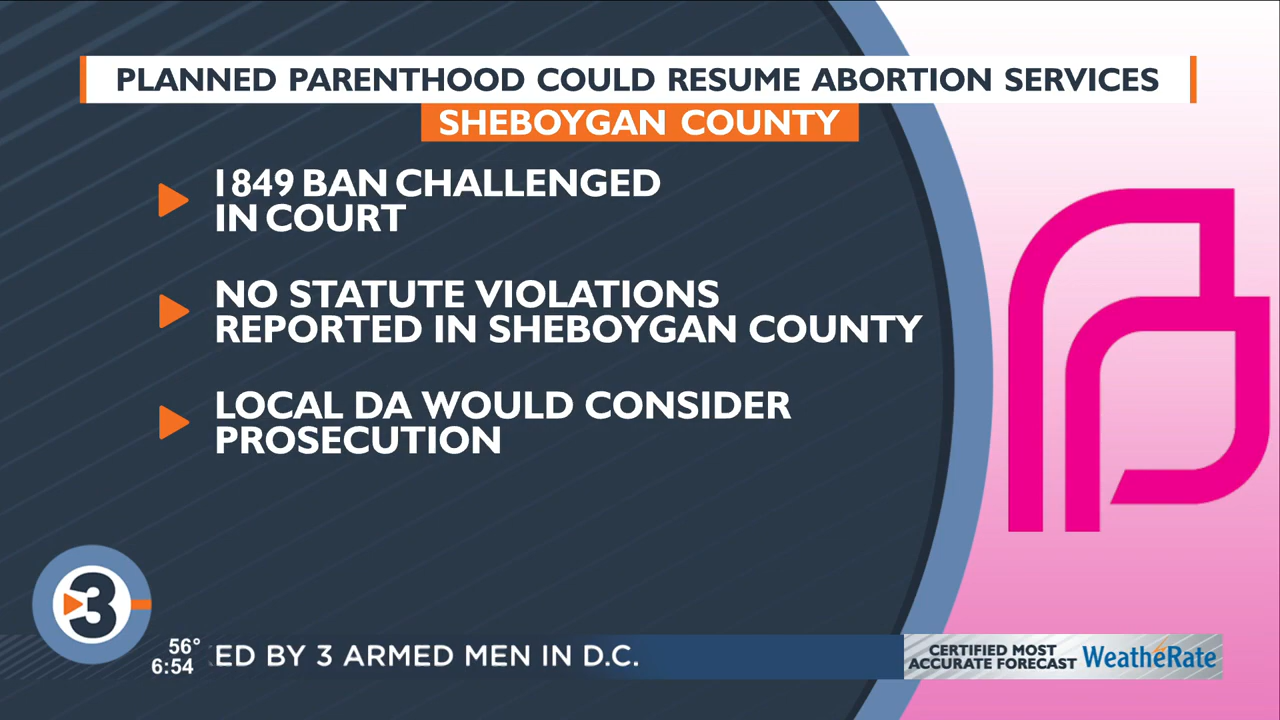 PLANNED PARENTHOOD COULD RESUME ABORTION SERVICES
SHEBOYGAN COUNTY
1849 BAN CHALLENGED
IN COURT
NO STATUTE VIOLATIONS
REPORTED IN SHEBOYGAN COUNTY
LOCAL DA WOULD CONSIDER
PROSECUTION
3
56°
6:54
ED BY 3 ARMED MEN IN D.C.
CERTIFIED MOST
ACCURATE FORECAST
WeatheRate